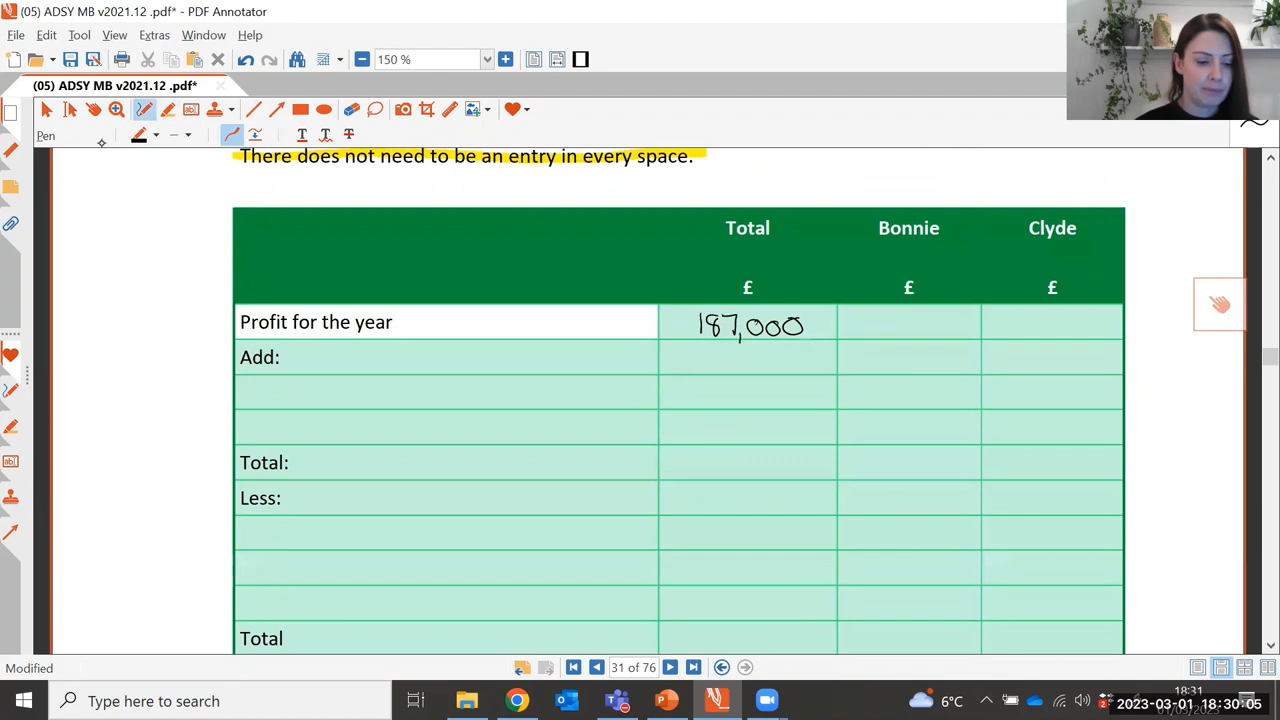 (05) ADSY MB v2021.12 .pdf* - PDF Annotator
File Edit Tool View Extras Window Help
150 %
(05) ADSY MB v2021.12 .pdf*
Pen
There does not need to be an entry in every space.
Total Bonnie Clyde
£ £ £
Profit for the year 187,000
Add:
Total:
Less:
Total
Modified
31 of 76
Type here to search
6°C
18:31
2023-03-01 18:30:05